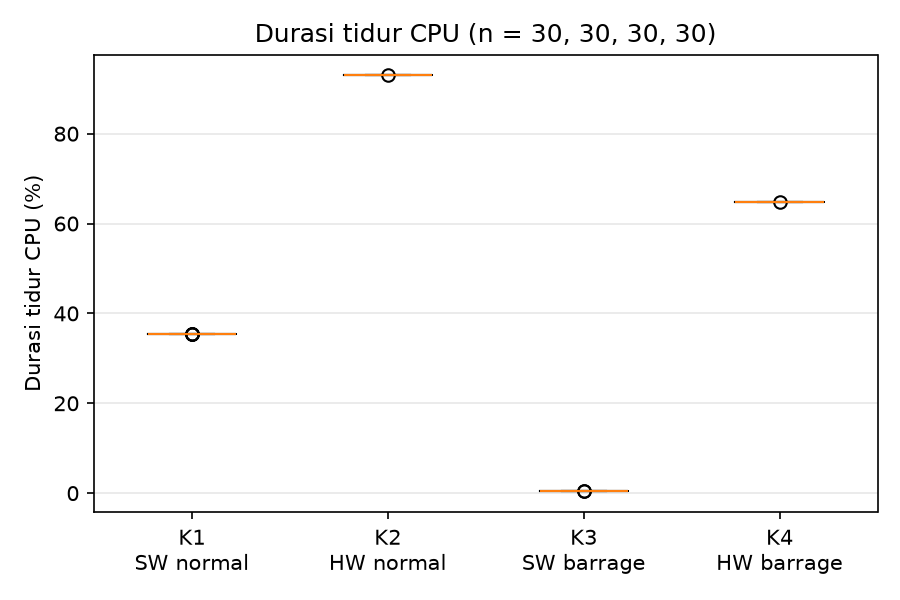 Durasi tidur CPU (n = 30, 30, 30, 30)
Durasi tidur CPU (%)
80
60
40
20
0
K1
SW normal
K2
HW normal
K3
SW barrage
K4
HW barrage